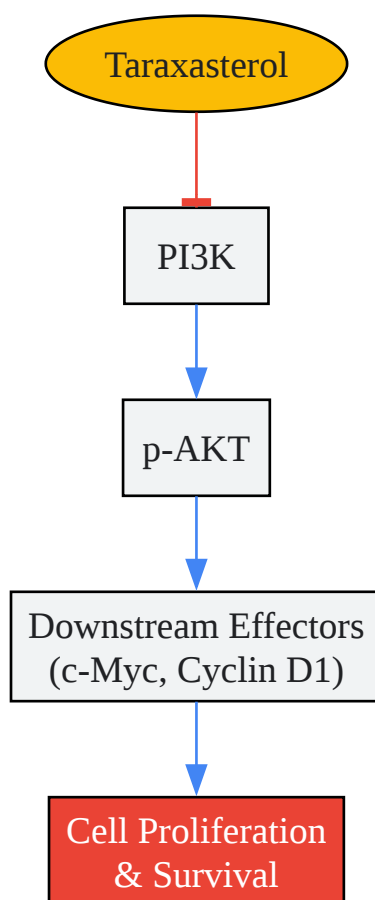 Taraxasterol
PI3K
p-AKT
Downstream Effectors
(c-Myc, Cyclin D1)
Cell Proliferation
& Survival